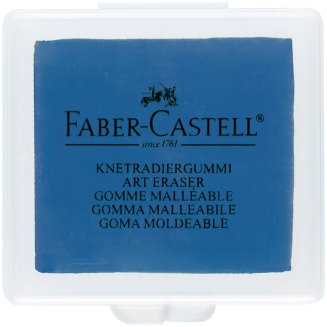 FABER-CASTELL®
since 1761
KNETRADIERGUMMI
ART ERASER
GOMME MALLÉABLE
GOMMA MALLEABILE
GOMA MOLDEABLE